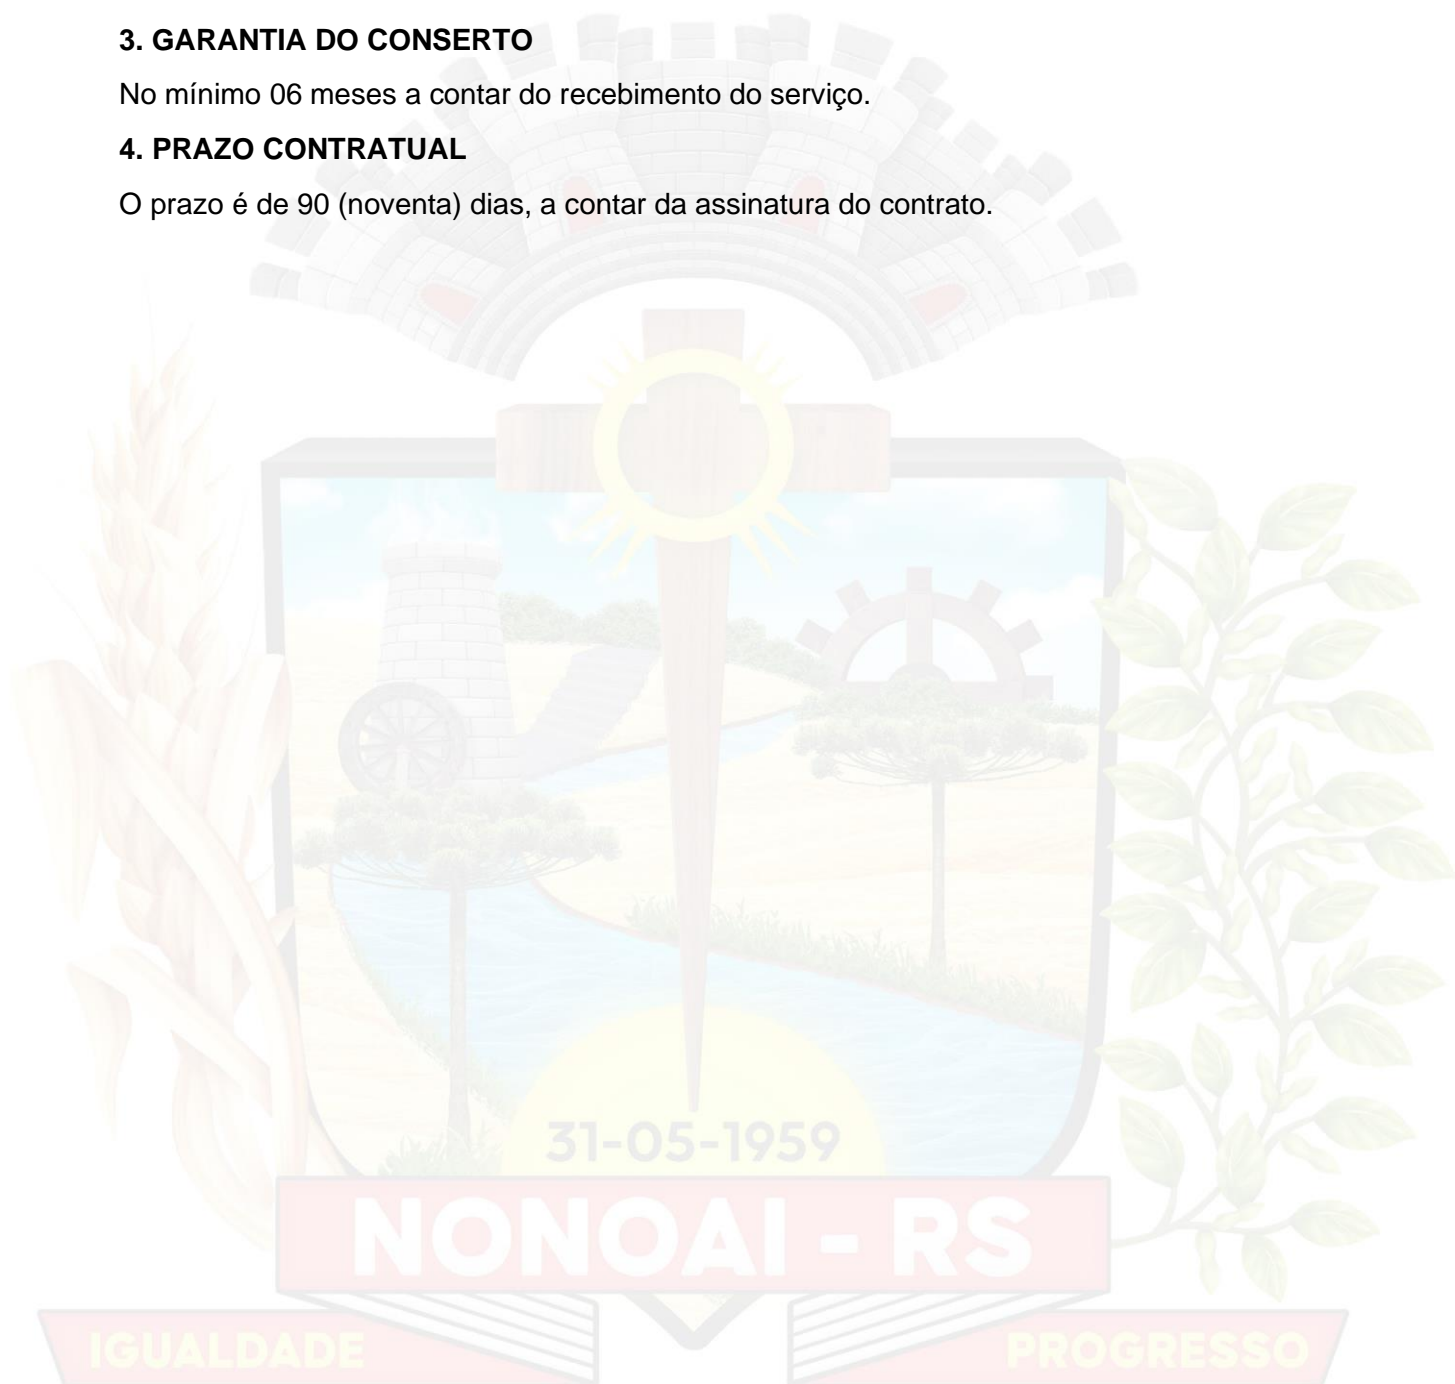 3. GARANTIA DO CONSERTO
No mínimo 06 meses a contar do recebimento do serviço.
4. PRAZO CONTRATUAL
O prazo é de 90 (noventa) dias, a contar da assinatura do contrato.
31-05-1959
NONOAI - RS
IGUALDADE
PROGRESSO